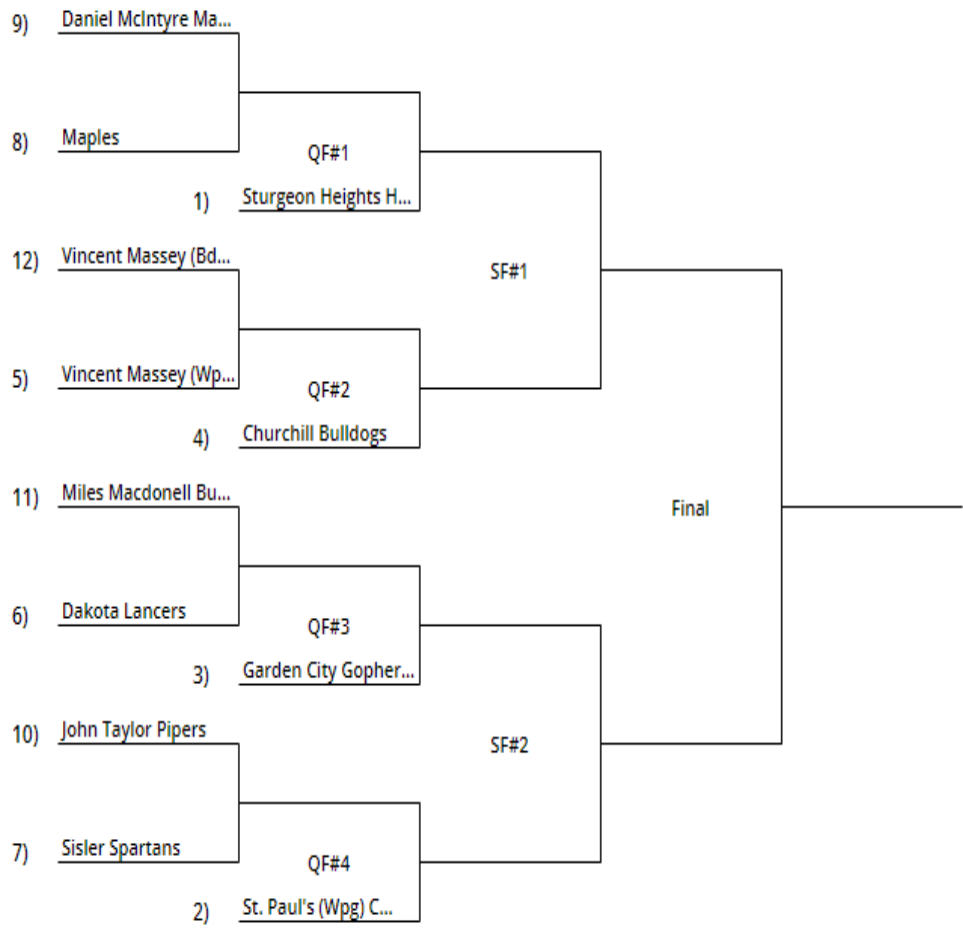 9) Daniel McIntyre Ma...
8) Maples
QF#1
1) Sturgeon Heights H...
12) Vincent Massey (Bd...
SF#1
5) Vincent Massey (Wp...
QF#2
4) Churchill Bulldogs
11) Miles Macdonell Bu...
Final
6) Dakota Lancers
QF#3
3) Garden City Gopher...
10) John Taylor Pipers
SF#2
7) Sisler Spartans
QF#4
2) St. Paul's (Wpg) C...